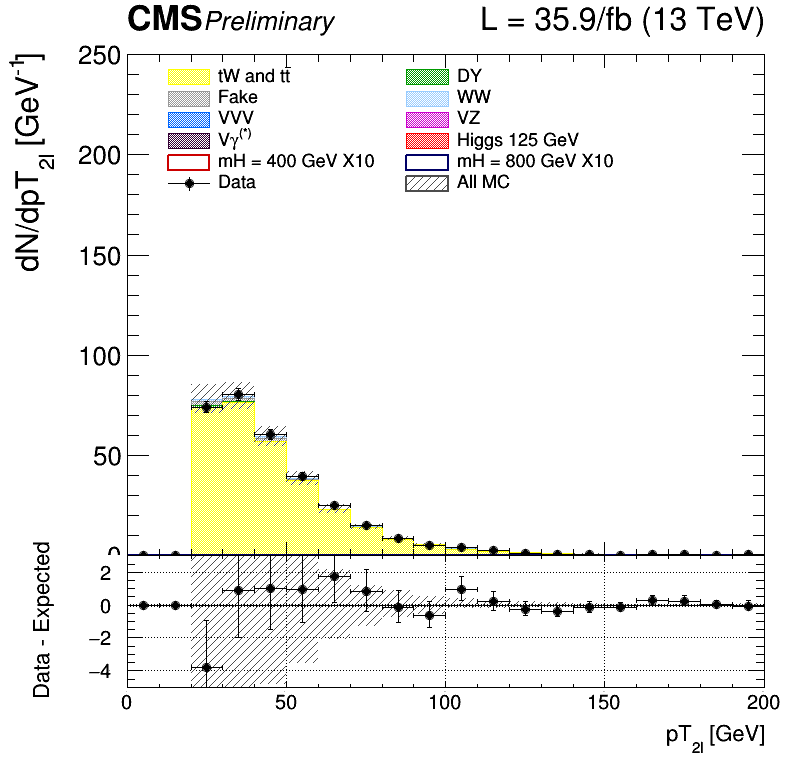 CMS Preliminary L = 35.9/fb (13 TeV)
dN/dpT_2l [GeV⁻¹]
250
200
150
100
50
0
tW and tt
DY
Fake
WW
VVV
VZ
Vγ(*)
Higgs 125 GeV
mH = 400 GeV X10
mH = 800 GeV X10
Data
All MC
Data - Expected
2
0
−2
−4
0 50 100 150 200
pT_2l [GeV]